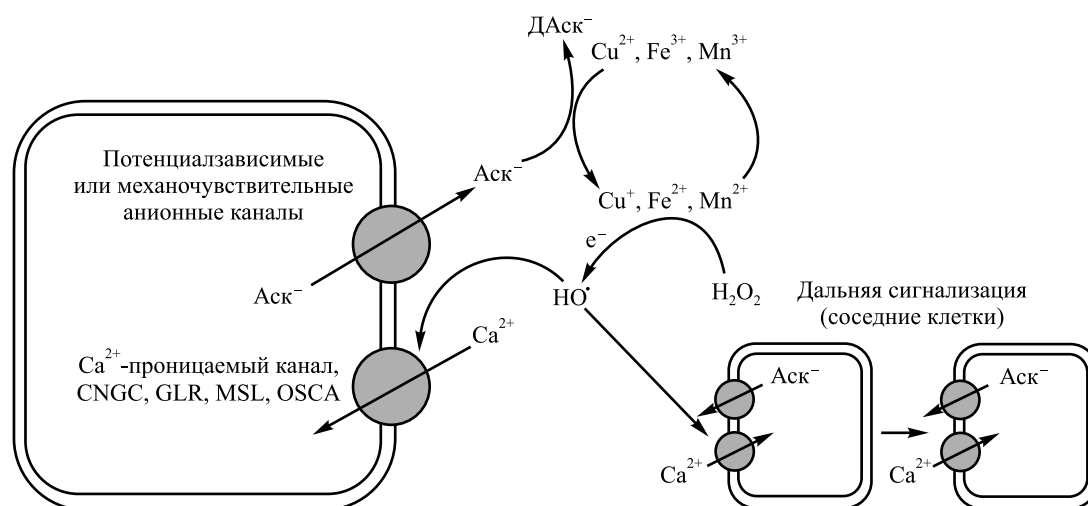 ДАск⁻
Cu²⁺, Fe³⁺, Mn³⁺
Потенциалзависимые
или механочувствительные
анионные каналы
Аск⁻
Cu⁺, Fe²⁺, Mn²⁺
e⁻
Аск⁻
HO•
H₂O₂
Дальняя сигнализация
(соседние клетки)
Ca²⁺
Ca²⁺-проницаемый канал,
CNGC, GLR, MSL, OSCA
Аск⁻
Аск⁻
Ca²⁺
Ca²⁺